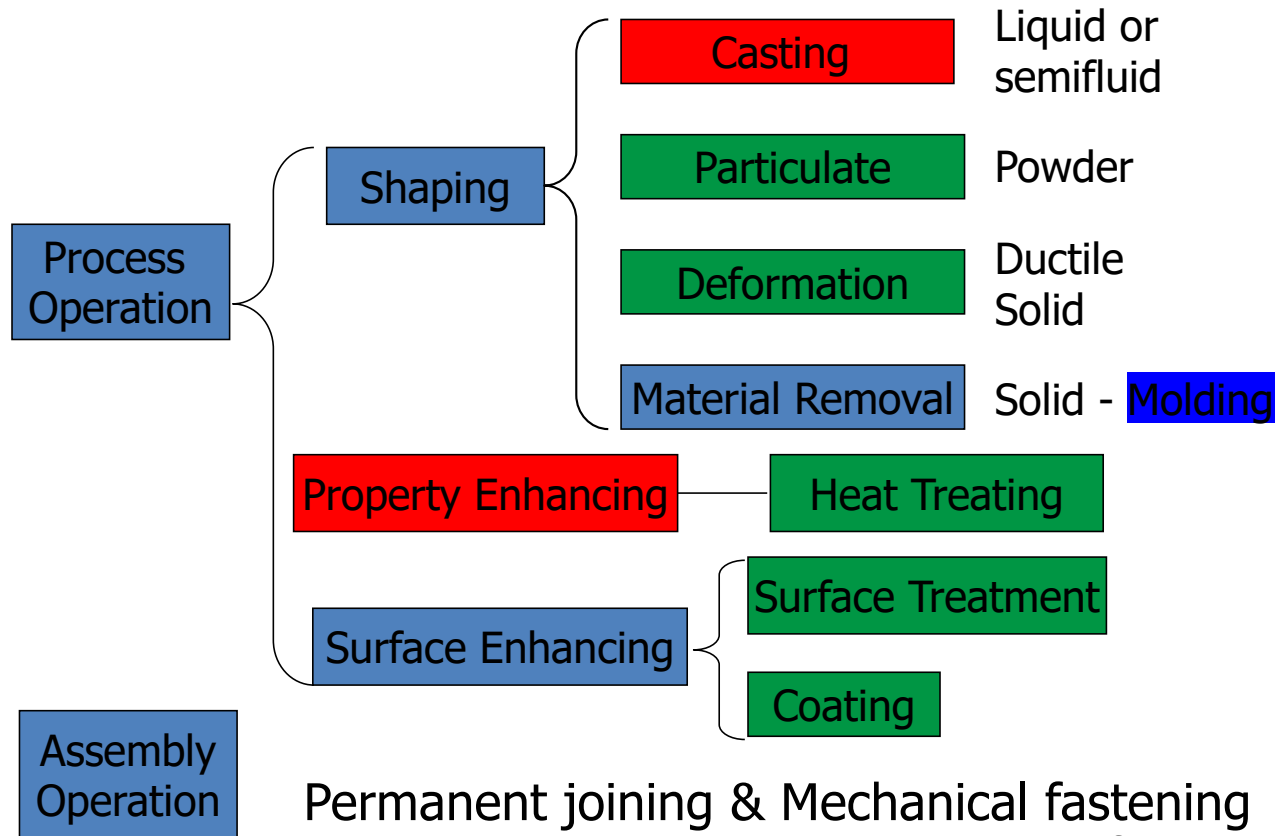 Casting
Liquid or
semifluid
Particulate
Powder
Shaping
Process
Operation
Deformation
Ductile
Solid
Material Removal
Solid - Molding
Property Enhancing
Heat Treating
Surface Treatment
Surface Enhancing
Coating
Assembly
Operation
Permanent joining & Mechanical fastening